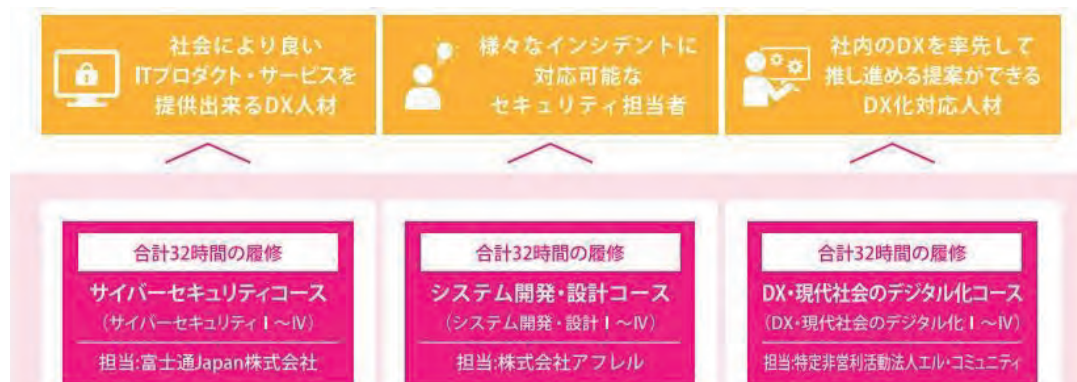 社会により良い
ITプロダクト・サービスを
提供出来るDX人材
様々なインシデントに
対応可能な
セキュリティ担当者
社内のDXを率先して
推し進める提案ができる
DX化対応人材
合計32時間の履修
サイバーセキュリティコース
(サイバーセキュリティⅠ〜Ⅳ)
担当:富士通Japan株式会社
合計32時間の履修
システム開発・設計コース
(システム開発・設計Ⅰ〜Ⅳ)
担当:株式会社アフレル
合計32時間の履修
DX・現代社会のデジタル化コース
(DX・現代社会のデジタル化Ⅰ〜Ⅳ)
担当:特定非営利活動法人エル・コミュニティ